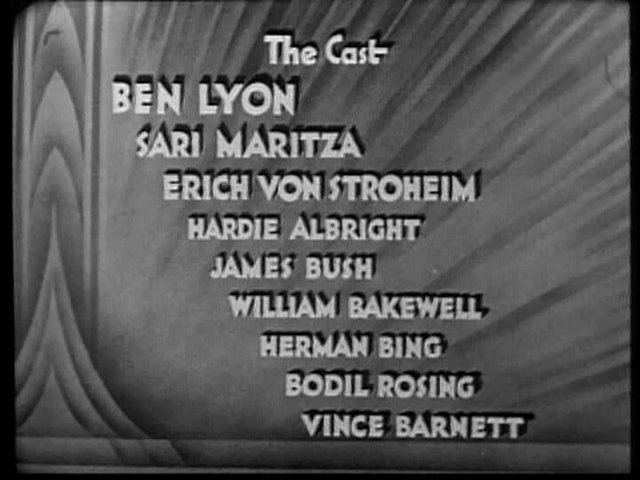 The Cast
BEN LYON
SARI MARITZA
ERICH VON STROHEIM
HARDIE ALBRIGHT
JAMES BUSH
WILLIAM BAKEWELL
HERMAN BING
BODIL ROSING
VINCE BARNETT